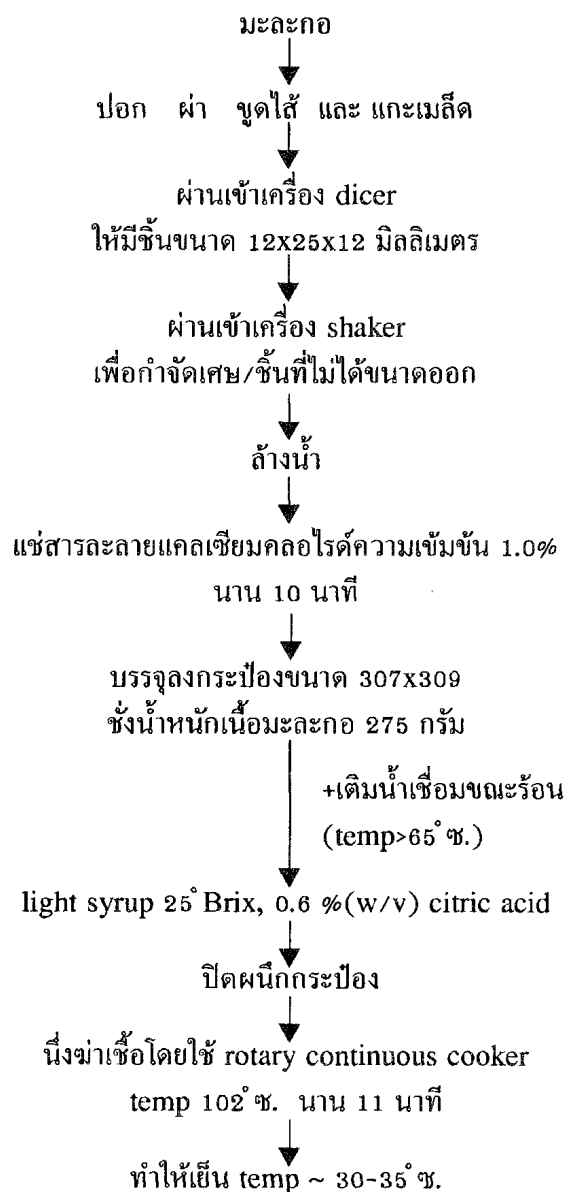 มะละกอ
ปอก ผ่า ขูดไส้ และ แกะเมล็ด
ผ่านเข้าเครื่อง dicer
ให้มีชิ้นขนาด 12x25x12 มิลลิเมตร
ผ่านเข้าเครื่อง shaker
เพื่อกำจัดเศษ/ชิ้นที่ไม่ได้ขนาดออก
ล้างน้ำ
แช่สารละลายแคลเซียมคลอไรด์ความเข้มข้น 1.0%
นาน 10 นาที
บรรจุลงกระป๋องขนาด 307x309
ชั่งน้ำหนักเนื้อมะละกอ 275 กรัม
+เติมน้ำเชื่อมขณะร้อน
(temp>65°ซ.)
light syrup 25°Brix, 0.6 %(w/v) citric acid
ปิดผนึกกระป๋อง
นึ่งฆ่าเชื้อโดยใช้ rotary continuous cooker
temp 102°ซ. นาน 11 นาที
ทำให้เย็น temp ~ 30-35°ซ.